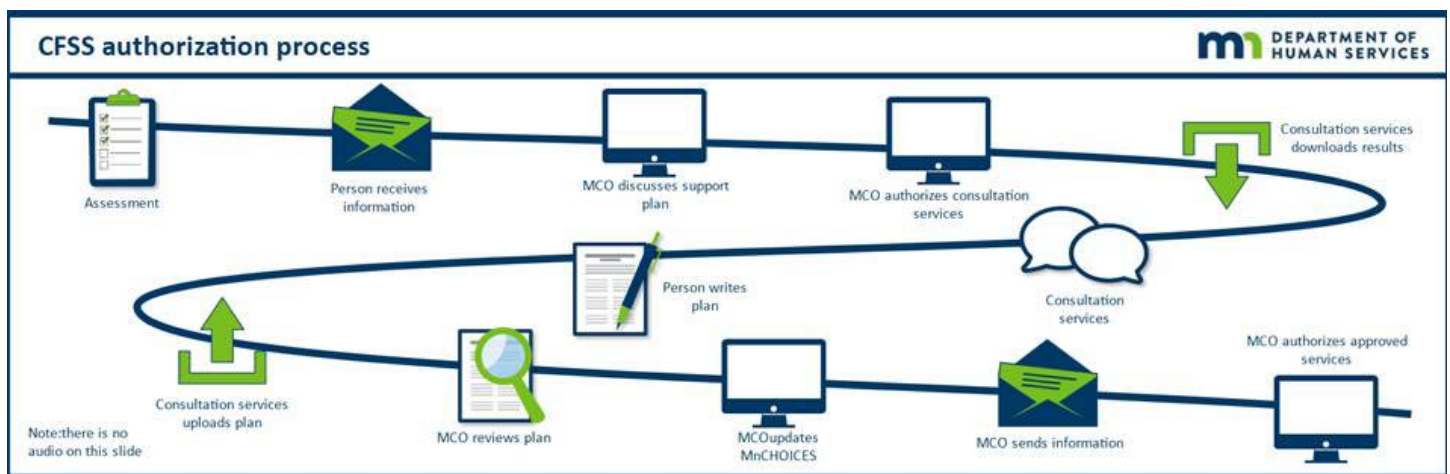 CFSS authorization process
mn DEPARTMENT OF
HUMAN SERVICES
Assessment
Person receives
information
MCO discusses support
plan
MCO authorizes consultation
services
Consultation services
downloads results
Consultation
services
Person writes
plan
Consultation services
uploads plan
MCO reviews plan
MCOupdates
MnCHOICES
MCO sends information
MCO authorizes approved
services
Note:there is no
audio on this slide